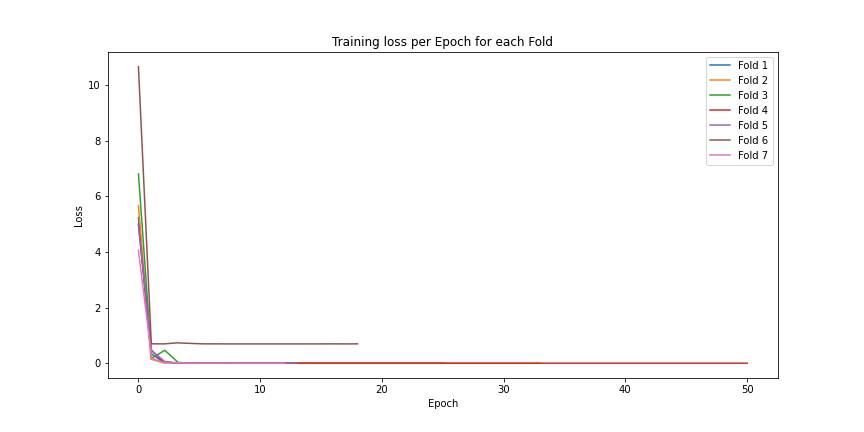 Training loss per Epoch for each Fold
Loss
10
8
6
4
2
0
0 10 20 30 40 50
Epoch
Fold 1
Fold 2
Fold 3
Fold 4
Fold 5
Fold 6
Fold 7